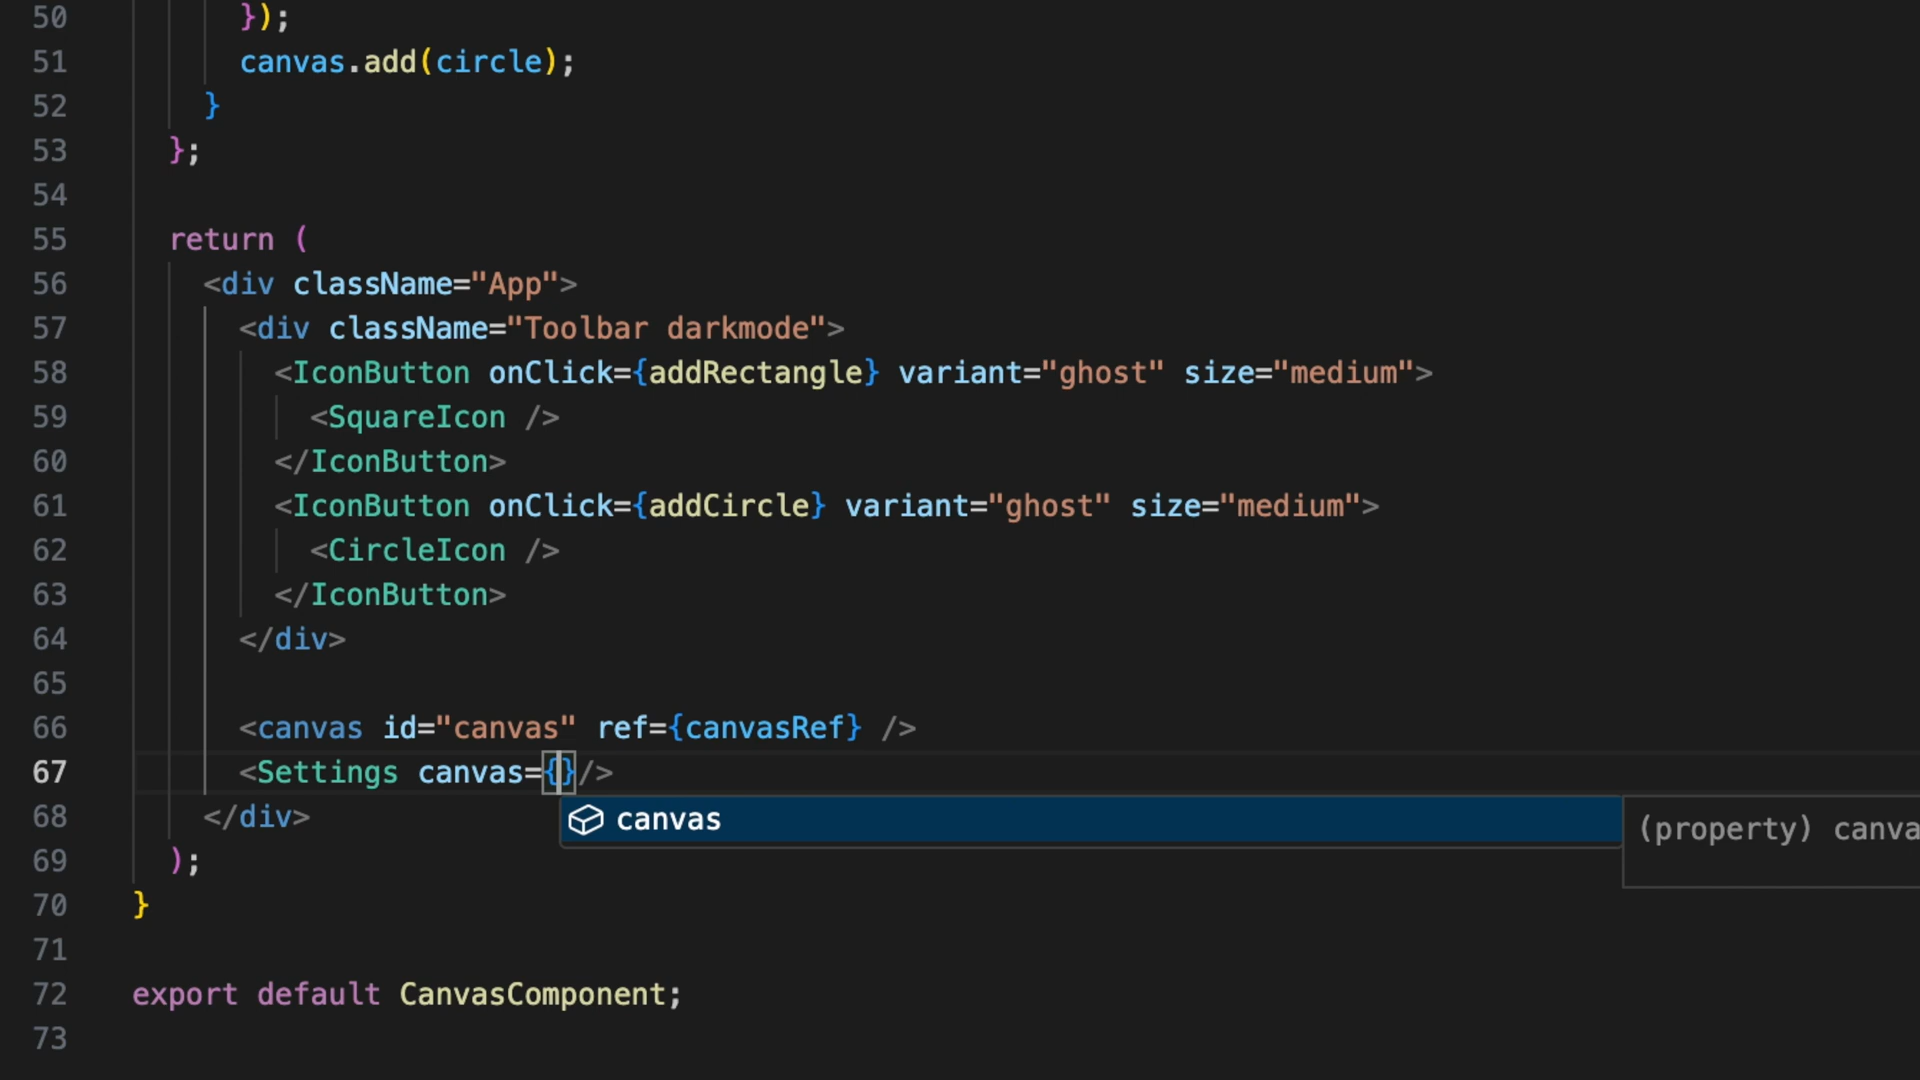 50 });
51 canvas.add(circle);
52 }
53 };
54
55 return (
56 <div className="App">
57 <div className="Toolbar darkmode">
58 <IconButton onClick={addRectangle} variant="ghost" size="medium">
59 <SquareIcon />
60 </IconButton>
61 <IconButton onClick={addCircle} variant="ghost" size="medium">
62 <CircleIcon />
63 </IconButton>
64 </div>
65
66 <canvas id="canvas" ref={canvasRef} />
67 <Settings canvas={}/>
68 </div>
canvas
(property) canva
69 );
70 }
71
72 export default CanvasComponent;
73